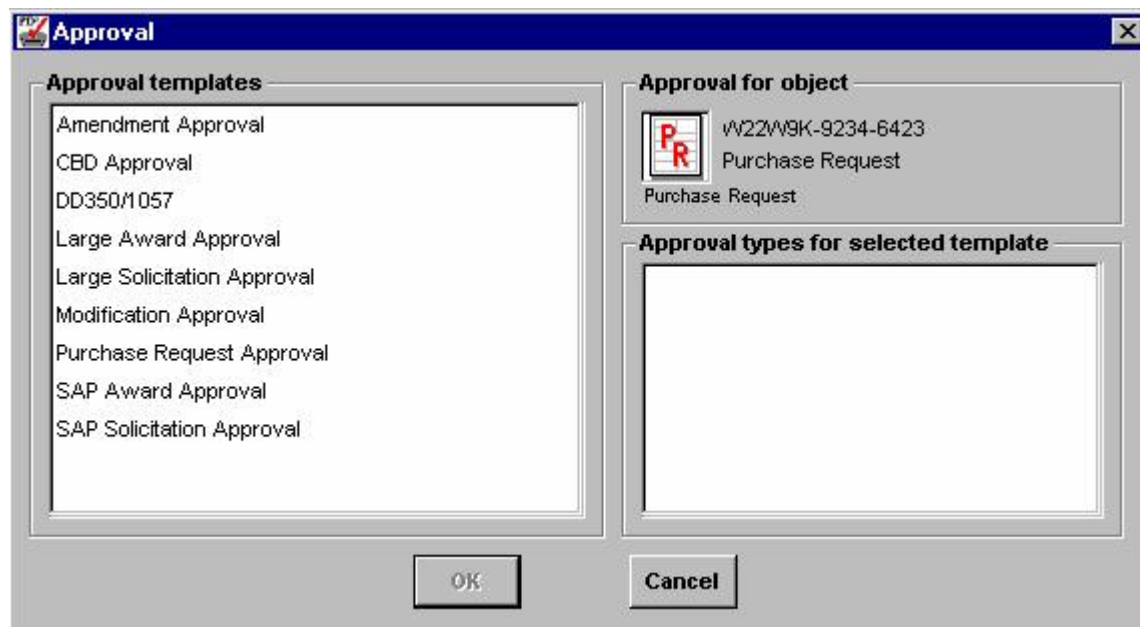 Approval
Approval templates
Amendment Approval
CBD Approval
DD350/1057
Large Award Approval
Large Solicitation Approval
Modification Approval
Purchase Request Approval
SAP Award Approval
SAP Solicitation Approval
Approval for object
PR
W22W9K-9234-6423
Purchase Request
Purchase Request
Approval types for selected template
OK
Cancel